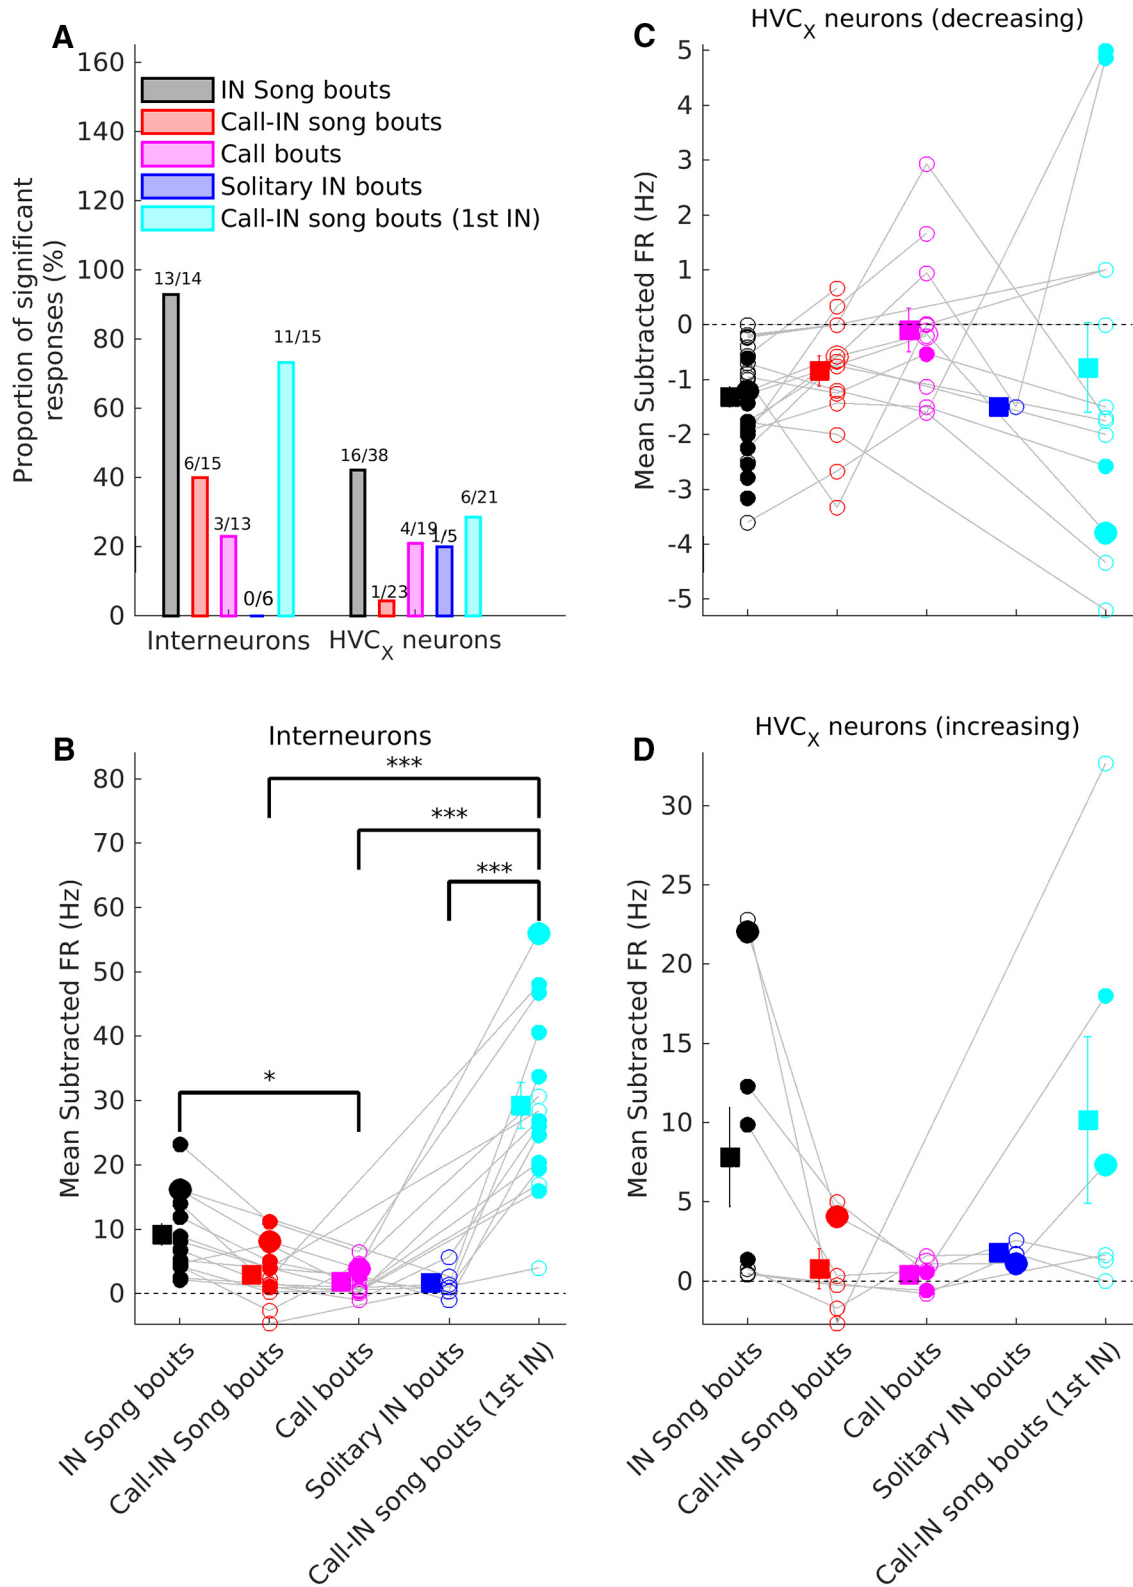 A
160
140
120
100
80
60
40
20
0
Proportion of significant
responses (%)
IN Song bouts
Call-IN song bouts
Call bouts
Solitary IN bouts
Call-IN song bouts (1st IN)
13/14
6/15
3/13
0/6
11/15
16/38
1/23
4/19
1/5
6/21
Interneurons
HVCX neurons
C
HVCX neurons (decreasing)
5
4
3
2
1
0
-1
-2
-3
-4
-5
Mean Subtracted FR (Hz)
B
Interneurons
80
70
60
50
40
30
20
10
0
Mean Subtracted FR (Hz)
***
***
***
*
IN Song bouts
Call-IN Song bouts
Call bouts
Solitary IN bouts
Call-IN song bouts (1st IN)
D
HVCX neurons (increasing)
30
25
20
15
10
5
0
Mean Subtracted FR (Hz)
IN Song bouts
Call-IN Song bouts
Call bouts
Solitary IN bouts
Call-IN song bouts (1st IN)